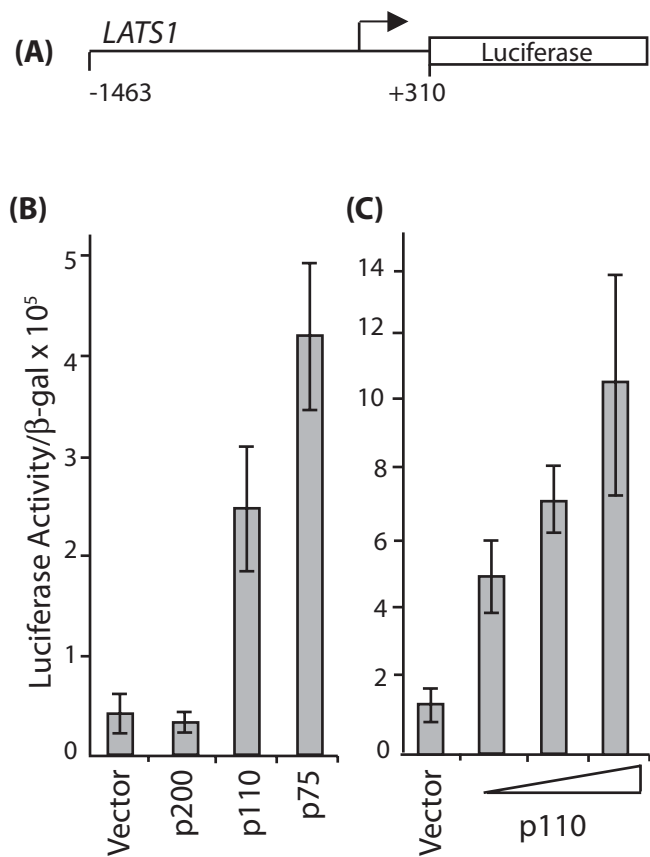 (A)
LATS1
Luciferase
-1463
+310
(B)
Luciferase Activity/β-gal x 10⁵
5
4
3
2
1
0
Vector
p200
p110
p75
(C)
14
12
10
8
6
4
2
0
Vector
p110